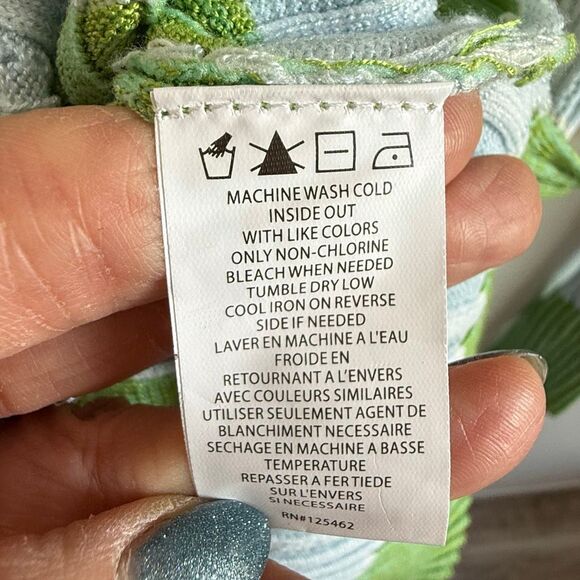 MACHINE WASH COLD
INSIDE OUT
WITH LIKE COLORS
ONLY NON-CHLORINE
BLEACH WHEN NEEDED
TUMBLE DRY LOW
COOL IRON ON REVERSE
SIDE IF NEEDED
LAVER EN MACHINE A L'EAU
FROIDE EN
RETOURNANT A L'ENVERS
AVEC COULEURS SIMILAIRES
UTILISER SEULEMENT AGENT DE
BLANCHIMENT NECESSAIRE
SECHAGE EN MACHINE A BASSE
TEMPERATURE
REPASSER A FER TIEDE
SUR L'ENVERS
SI NECESSAIRE
RN#125462